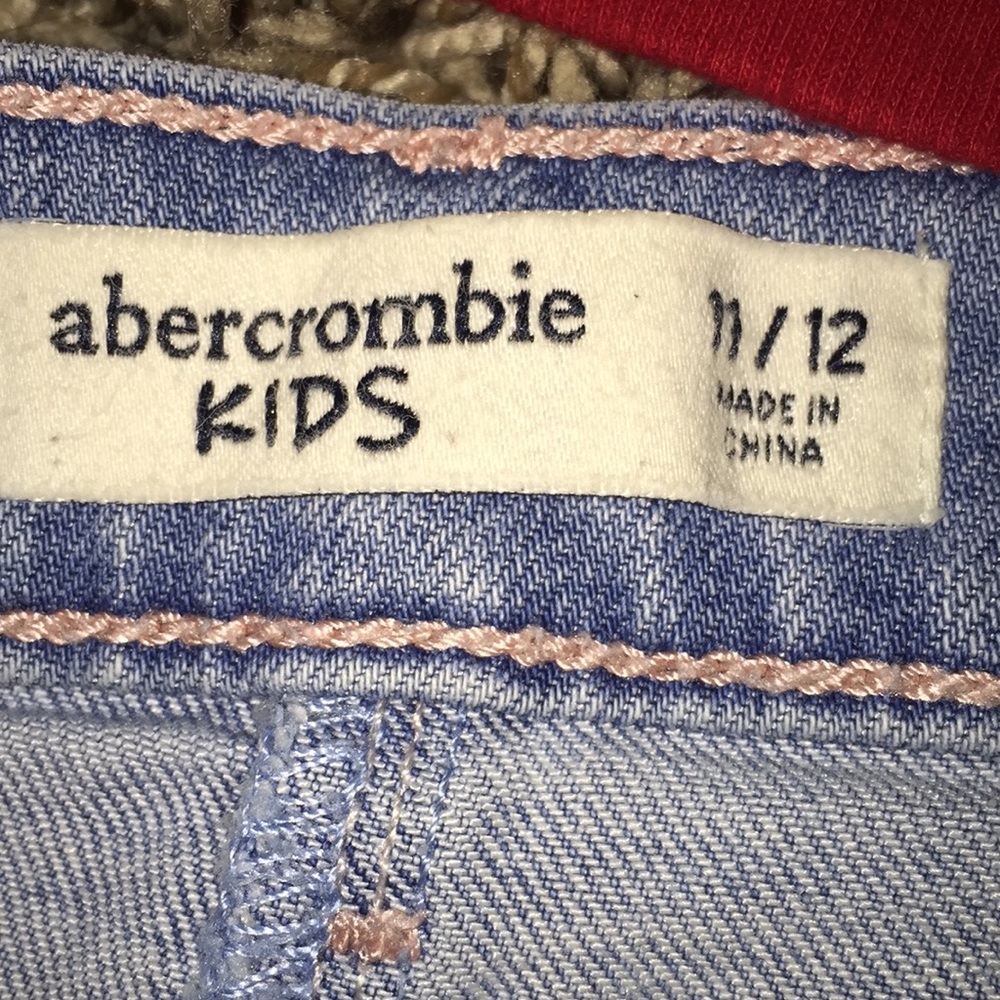 abercrombie
KIDS
11/12
MADE IN
CHINA